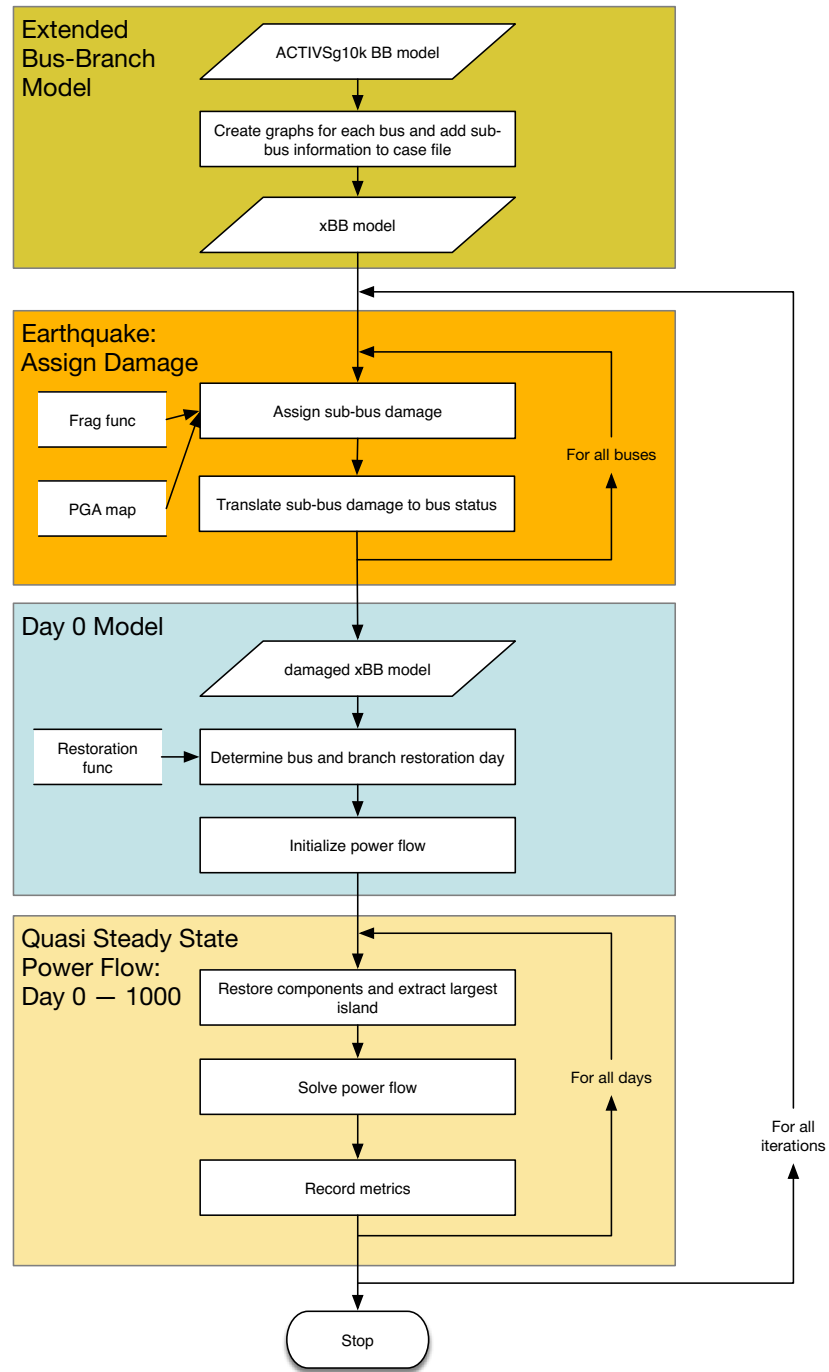 Extended
Bus-Branch
Model
ACTIVSg10k BB model
Create graphs for each bus and add sub-
bus information to case file
xBB model
Earthquake:
Assign Damage
Frag func
Assign sub-bus damage
For all buses
PGA map
Translate sub-bus damage to bus status
Day 0 Model
damaged xBB model
Restoration
func
Determine bus and branch restoration day
Initialize power flow
Quasi Steady State
Power Flow:
Day 0 — 1000
Restore components and extract largest
island
Solve power flow
For all days
Record metrics
For all
iterations
Stop